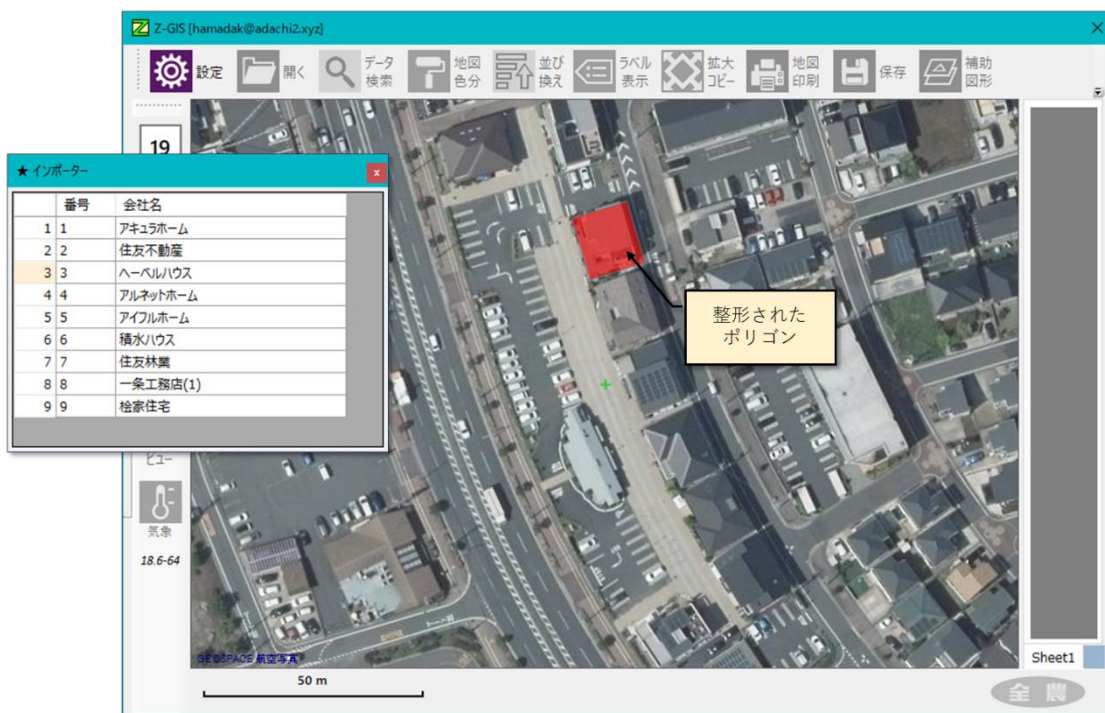 Z-GIS [hamadak@adachi2.xyz]
設定
開く
データ
検索
地図
色分
並び
換え
ラベル
表示
拡大
コピー
地図
印刷
保存
補助
図形
19
★ インポーター
x
番号 会社名
1 1 アキュラホーム
2 2 住友不動産
3 3 ヘーベルハウス
4 4 アルネットホーム
5 5 アイフルホーム
6 6 積水ハウス
7 7 住友林業
8 8 一条工務店(1)
9 9 桧家住宅
整形された
ポリゴン
ビュー
気象
18.6-64
GEOSPACE 航空写真
50 m
Sheet1
全農